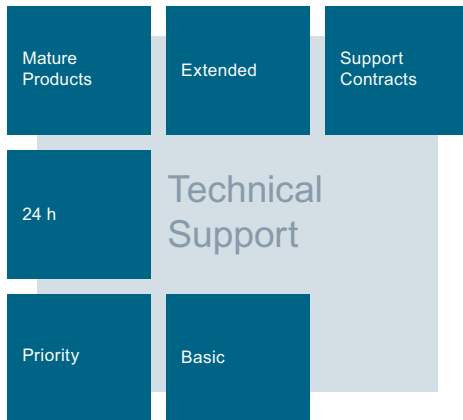 Mature
Products
Extended
Support
Contracts
24 h
Technical
Support
Priority
Basic